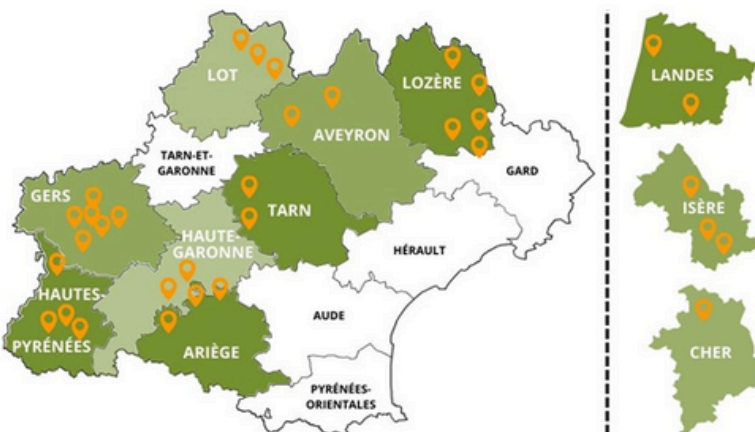 LOT
LOZÈRE
AVEYRON
TARN-ET-
GARONNE
GARD
GERS
TARN
HAUTE-
GARONNE
HÉRAULT
HAUTES-
PYRÉNÉES
AUDE
ARIÈGE
PYRÉNÉES-
ORIENTALES
LANDES
ISÈRE
CHER